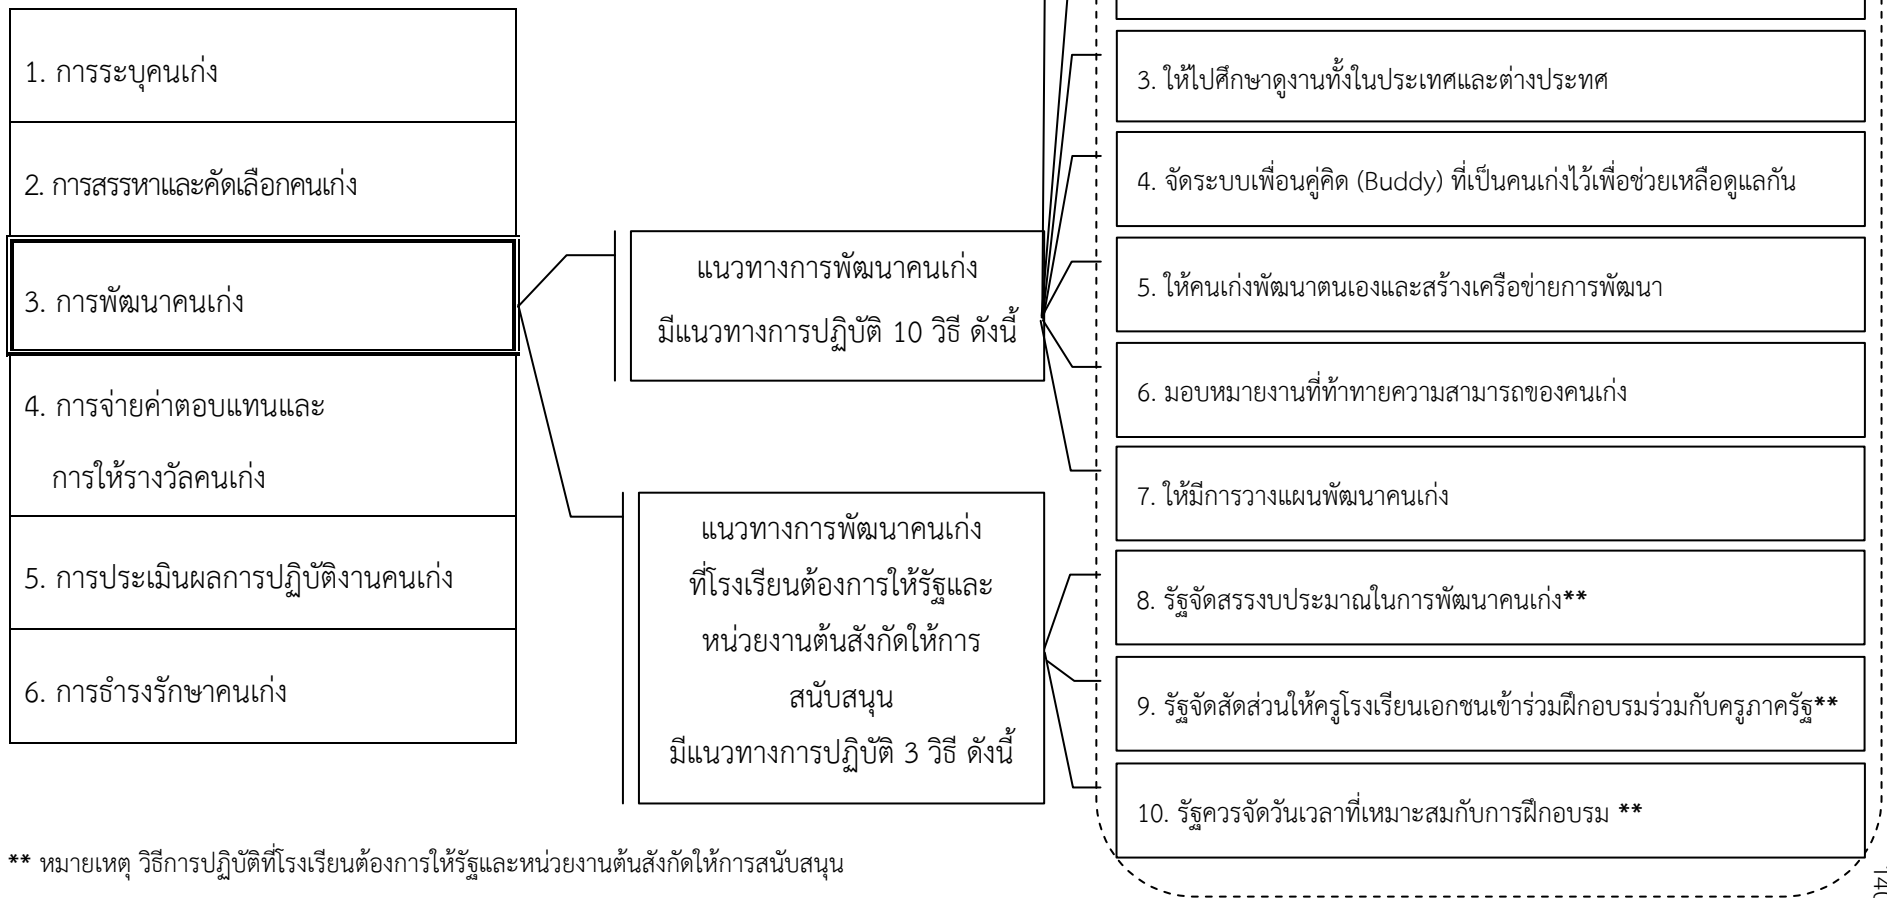 1. การระบุคนเก่ง
2. การสรรหาและคัดเลือกคนเก่ง
3. การพัฒนาคนเก่ง
4. การจ่ายค่าตอบแทนและ
การให้รางวัลคนเก่ง
5. การประเมินผลการปฏิบัติงานคนเก่ง
6. การธำรงรักษาคนเก่ง
แนวทางการพัฒนาคนเก่ง
มีแนวทางการปฏิบัติ 10 วิธี ดังนี้
แนวทางการพัฒนาคนเก่ง
ที่โรงเรียนต้องการให้รัฐและ
หน่วยงานต้นสังกัดให้การ
สนับสนุน
มีแนวทางการปฏิบัติ 3 วิธี ดังนี้
3. ให้ไปศึกษาดูงานทั้งในประเทศและต่างประทศ
4. จัดระบบเพื่อนคู่คิด (Buddy) ที่เป็นคนเก่งไว้เพื่อช่วยเหลือดูแลกัน
5. ให้คนเก่งพัฒนาตนเองและสร้างเครือข่ายการพัฒนา
6. มอบหมายงานที่ท้าทายความสามารถของคนเก่ง
7. ให้มีการวางแผนพัฒนาคนเก่ง
8. รัฐจัดสรรงบประมาณในการพัฒนาคนเก่ง**
9. รัฐจัดสัดส่วนให้ครูโรงเรียนเอกชนเข้าร่วมฝึกอบรมร่วมกับครูภาครัฐ**
10. รัฐควรจัดวันเวลาที่เหมาะสมกับการฝึกอบรม **
** หมายเหตุ วิธีการปฏิบัติที่โรงเรียนต้องการให้รัฐและหน่วยงานต้นสังกัดให้การสนับสนุน